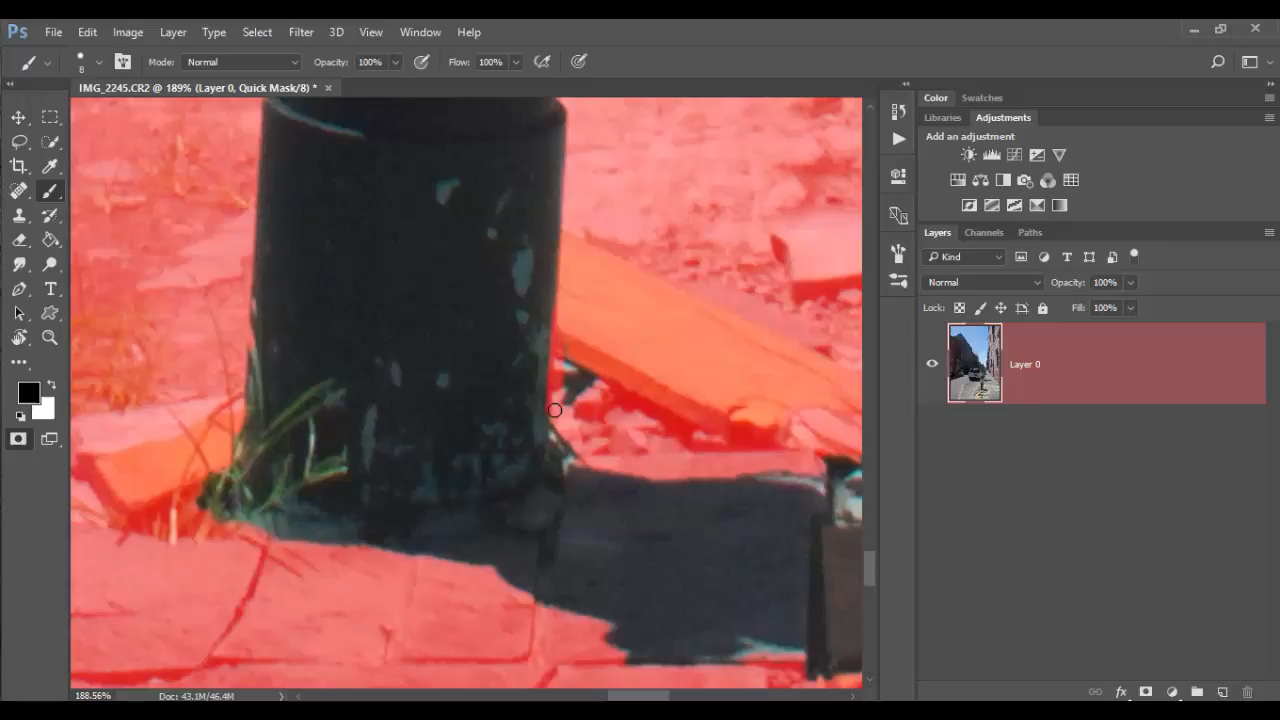 Ps File Edit Image Layer Type Select Filter 3D View Window Help
8 Mode: Normal Opacity: 100% Flow: 100%
IMG_2245.CR2 @ 189% (Layer 0, Quick Mask/8) * ×
Color Swatches
Libraries Adjustments
Add an adjustment
Layers Channels Paths
Kind
Normal Opacity: 100%
Lock: Fill: 100%
Layer 0
188.56% Doc: 43.1M/46.4M